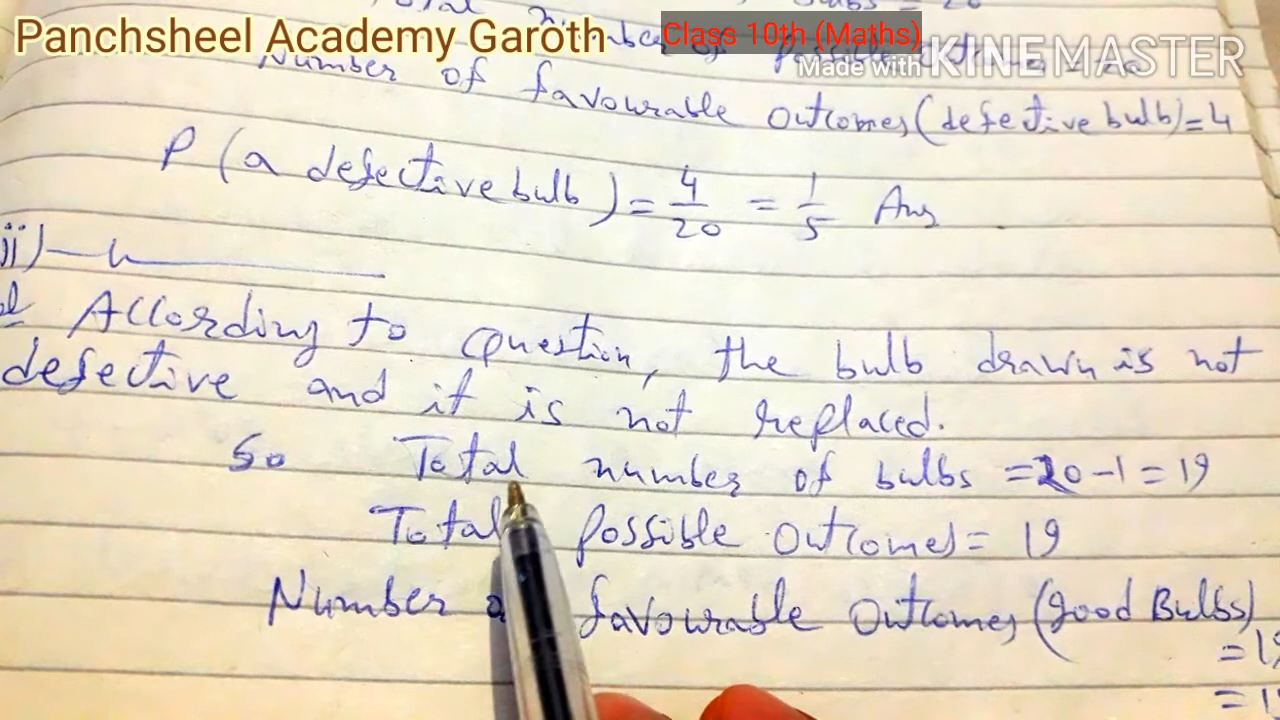 Panchsheel Academy Garoth
Class 10th (Maths)
Made with KINEMASTER
Number of favourable outcomes (defective bulb) = 4
P (a defective bulb) = 4/20 = 1/5 Ans
ii)
According to question, the bulb drawn is not
defective and it is not replaced.
So Total number of bulbs = 20 - 1 = 19
Total possible outcomes = 19
Number favourable outcomes (good Bulbs)